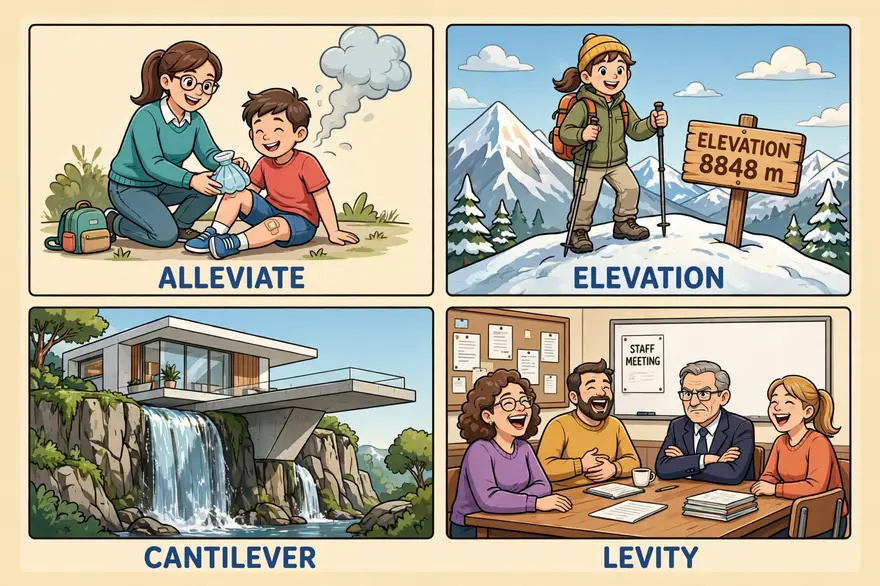 ALLEVIATE
ELEVATION
8848 m
ELEVATION
CANTILEVER
STAFF
MEETING
LEVITY